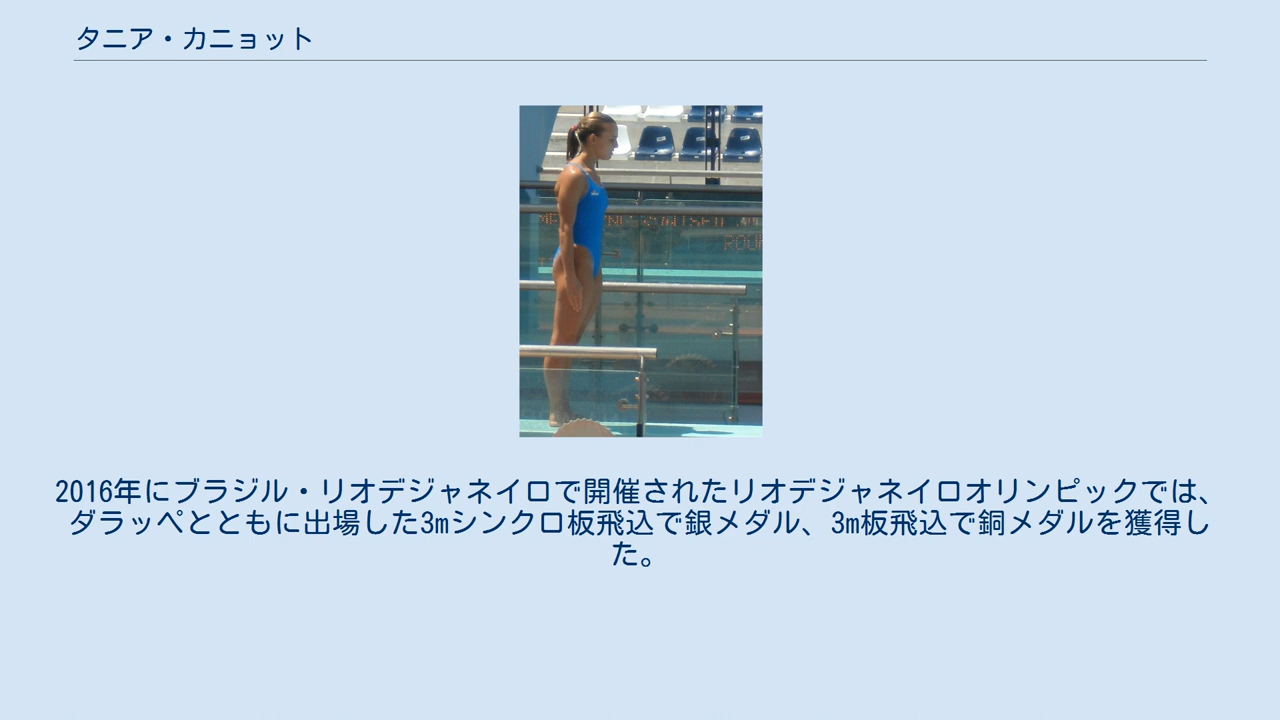 タニア・カニョット
2016年にブラジル・リオデジャネイロで開催されたリオデジャネイロオリンピックでは、
ダラッペとともに出場した3mシンクロ板飛込で銀メダル、3m板飛込で銅メダルを獲得し
た。